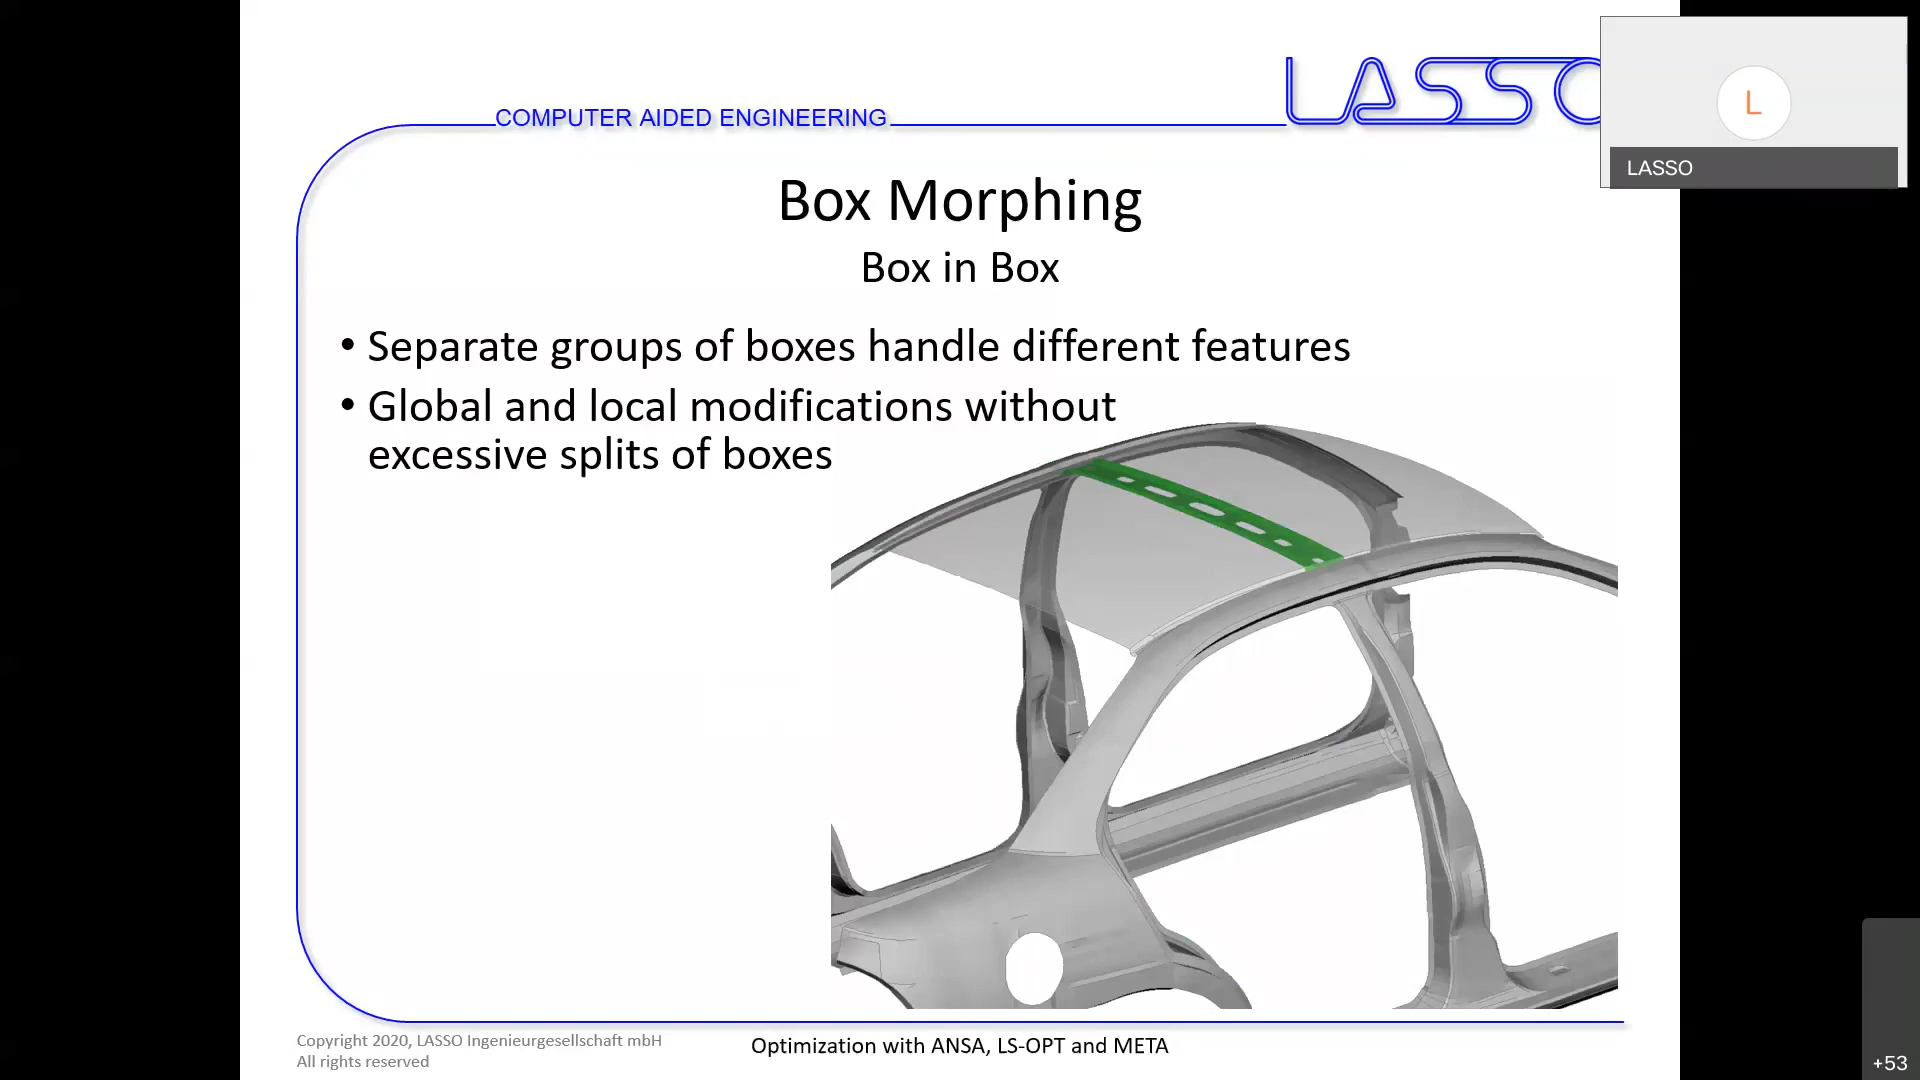 COMPUTER AIDED ENGINEERING
LASSO
L
LASSO
Box Morphing
Box in Box
• Separate groups of boxes handle different features
• Global and local modifications without
excessive splits of boxes
Copyright 2020, LASSO Ingenieurgesellschaft mbH
All rights reserved
Optimization with ANSA, LS-OPT and META
+53